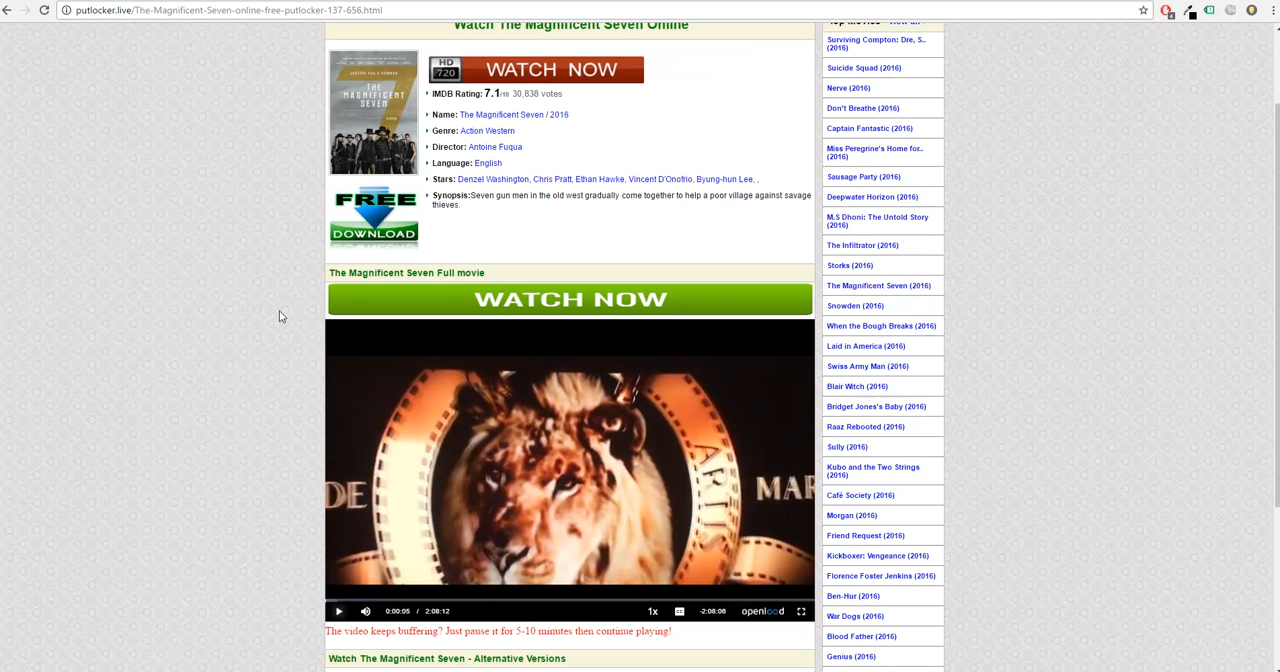 putlocker.live/The-Magnificent-Seven-online-free-putlocker-137-656.html
Watch The Magnificent Seven Online
HD
720
WATCH NOW
IMDB Rating: 7.1/10 30,838 votes
Name: The Magnificent Seven / 2016
Genre: Action Western
Director: Antoine Fuqua
Language: English
Stars: Denzel Washington, Chris Pratt, Ethan Hawke, Vincent D'Onofrio, Byung-hun Lee, ,
Synopsis:Seven gun men in the old west gradually come together to help a poor village against savage
thieves.
THE
MAGNIFICENT
SEVEN
FREE
DOWNLOAD
The Magnificent Seven Full movie
WATCH NOW
ARTIS
MAR
0:00:05 / 2:08:12
1x
-2:08:06
openload
The video keeps buffering? Just pause it for 5-10 minutes then continue playing!
Watch The Magnificent Seven - Alternative Versions
Surviving Compton: Dre, S..
(2016)
Suicide Squad (2016)
Nerve (2016)
Don't Breathe (2016)
Captain Fantastic (2016)
Miss Peregrine's Home for..
(2016)
Sausage Party (2016)
Deepwater Horizon (2016)
M.S Dhoni: The Untold Story
(2016)
The Infiltrator (2016)
Storks (2016)
The Magnificent Seven (2016)
Snowden (2016)
When the Bough Breaks (2016)
Laid in America (2016)
Swiss Army Man (2016)
Blair Witch (2016)
Bridget Jones's Baby (2016)
Raaz Rebooted (2016)
Sully (2016)
Kubo and the Two Strings
(2016)
Café Society (2016)
Morgan (2016)
Friend Request (2016)
Kickboxer: Vengeance (2016)
Florence Foster Jenkins (2016)
Ben-Hur (2016)
War Dogs (2016)
Blood Father (2016)
Genius (2016)